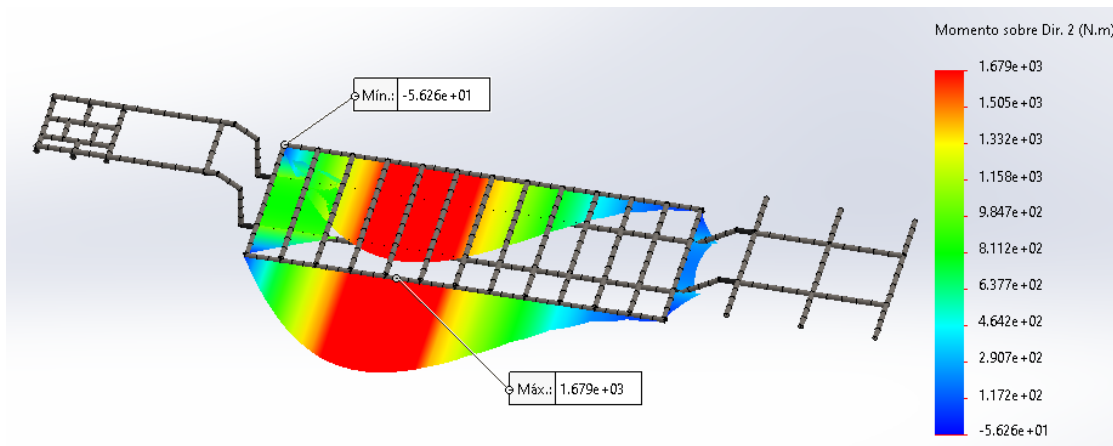 Momento sobre Dir. 2 (N.m)
1.679e+03
1.505e+03
1.332e+03
1.158e+03
9.847e+02
8.112e+02
6.377e+02
4.642e+02
2.907e+02
1.172e+02
-5.626e+01
Mín.: -5.626e+01
Máx.: 1.679e+03